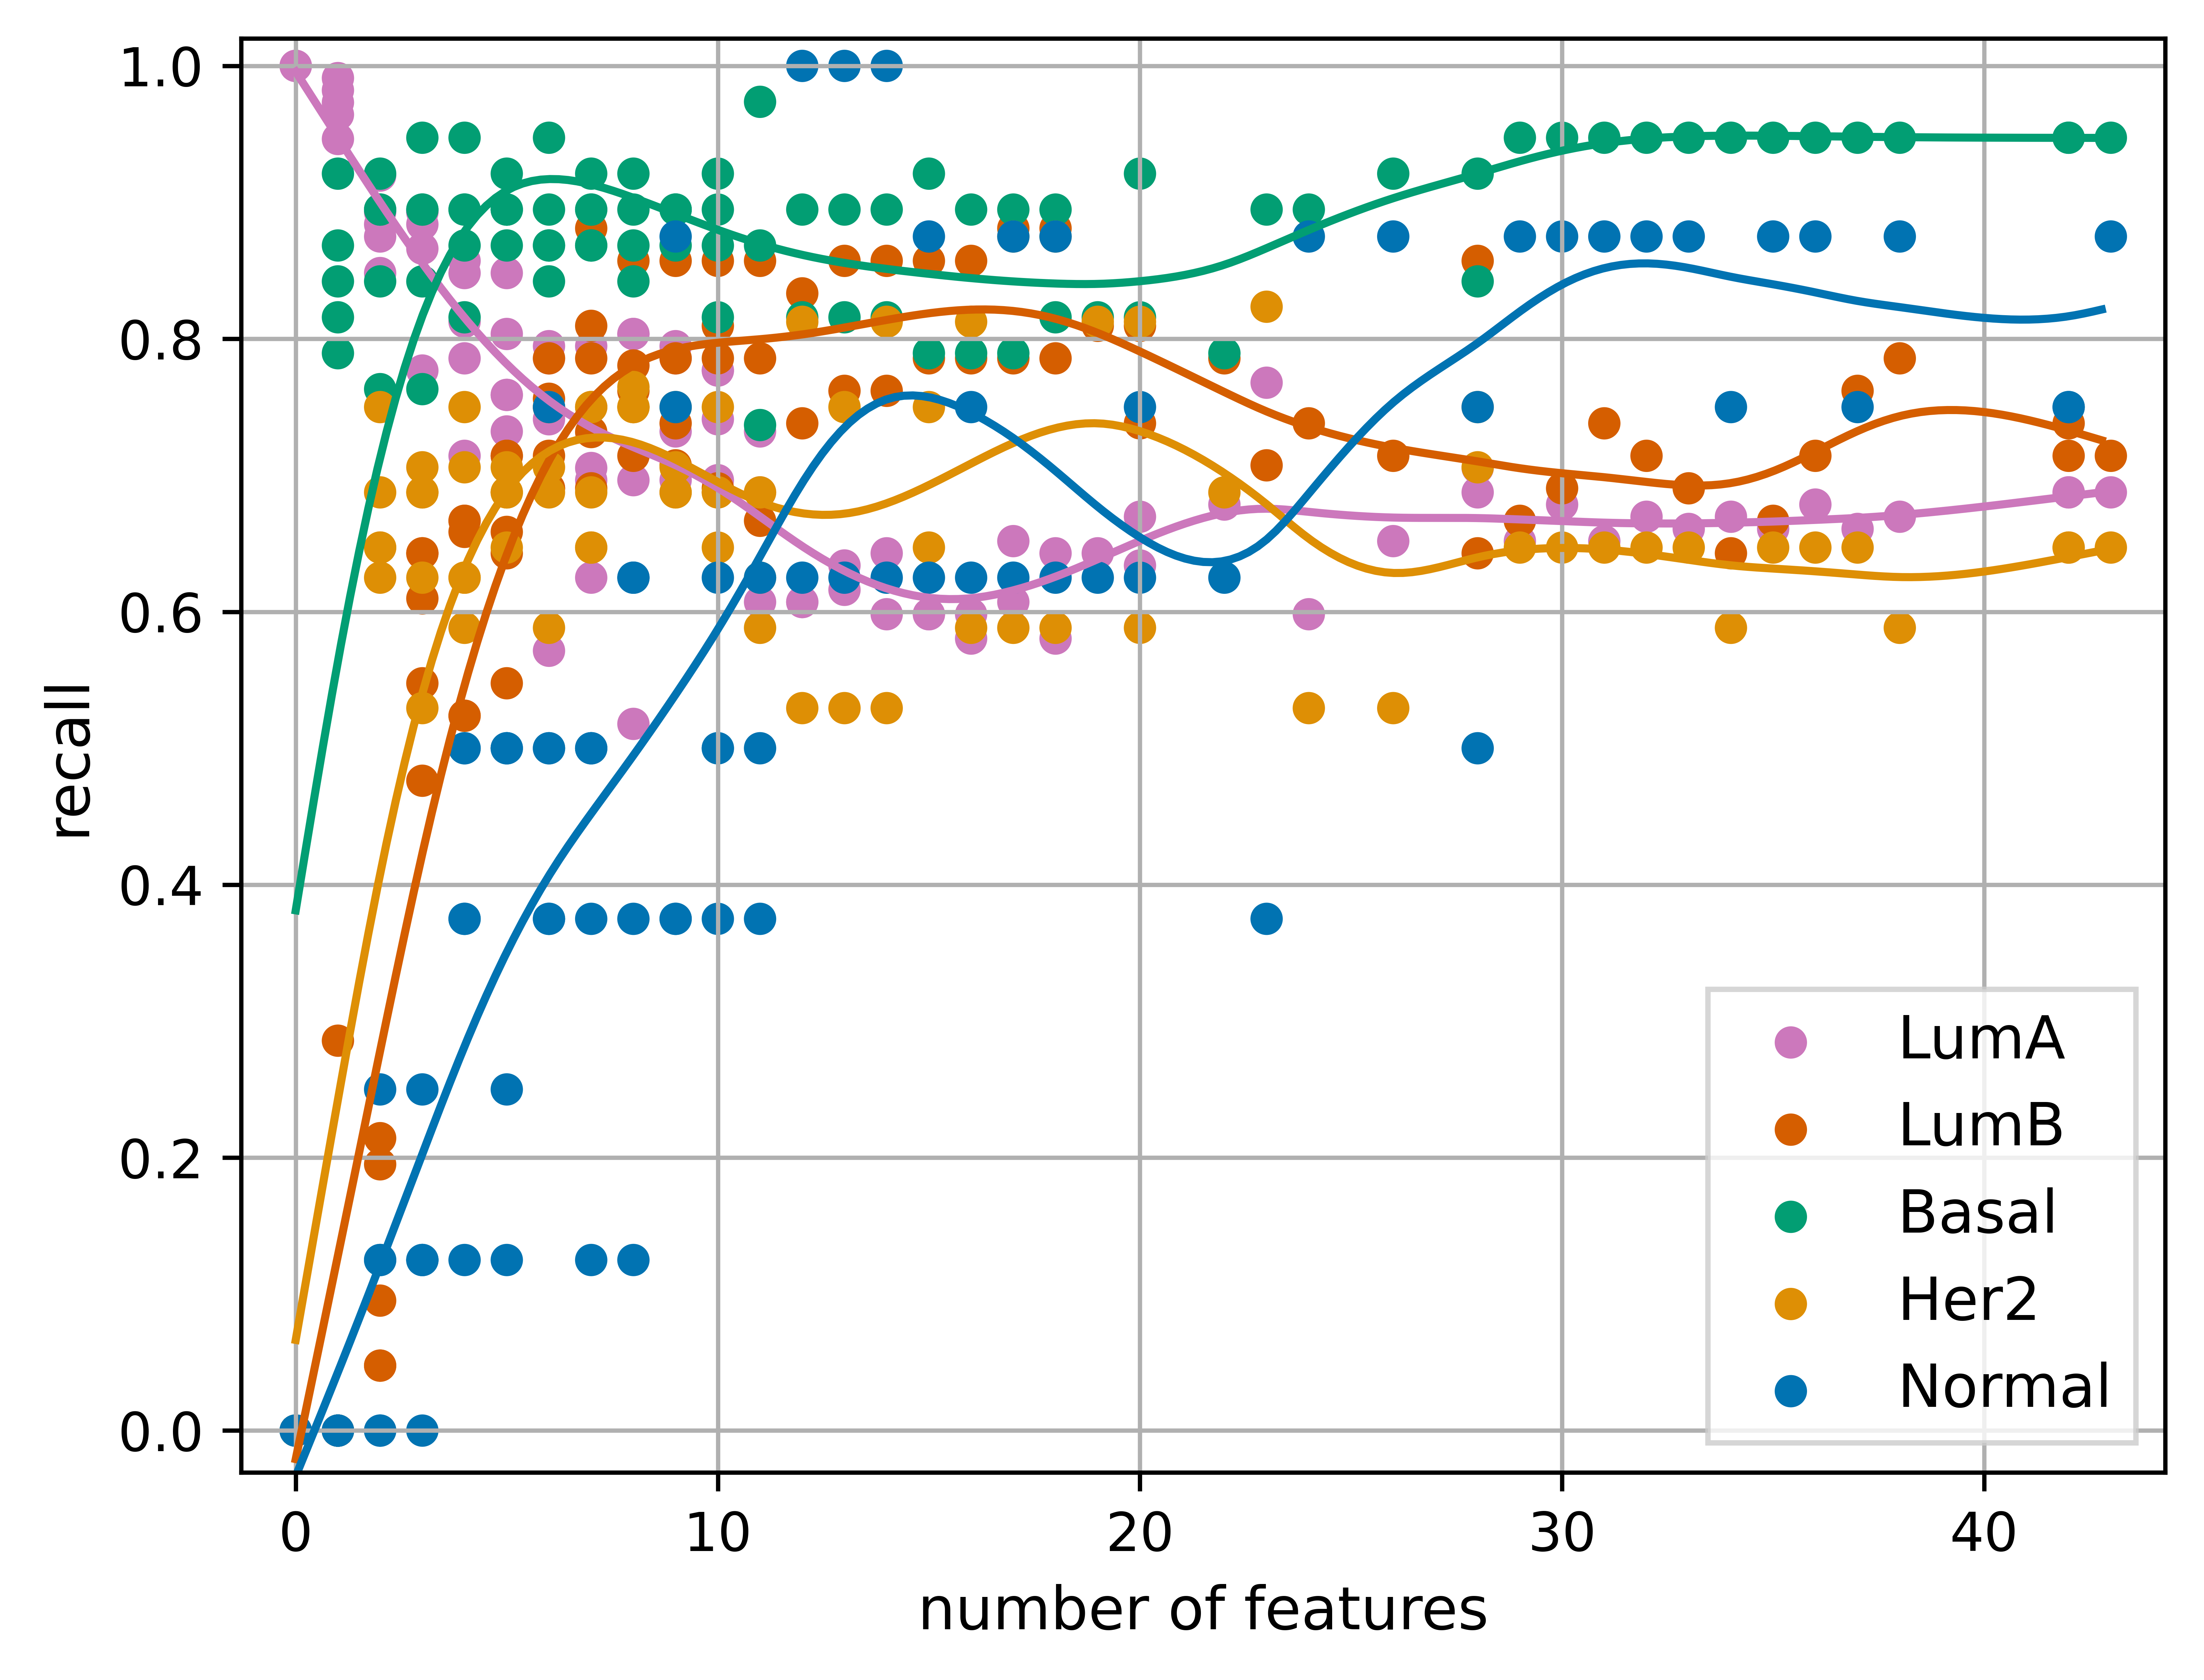 1.0
0.8
0.6
0.4
0.2
0.0
recall
0 10 20 30 40
number of features
LumA
LumB
Basal
Her2
Normal